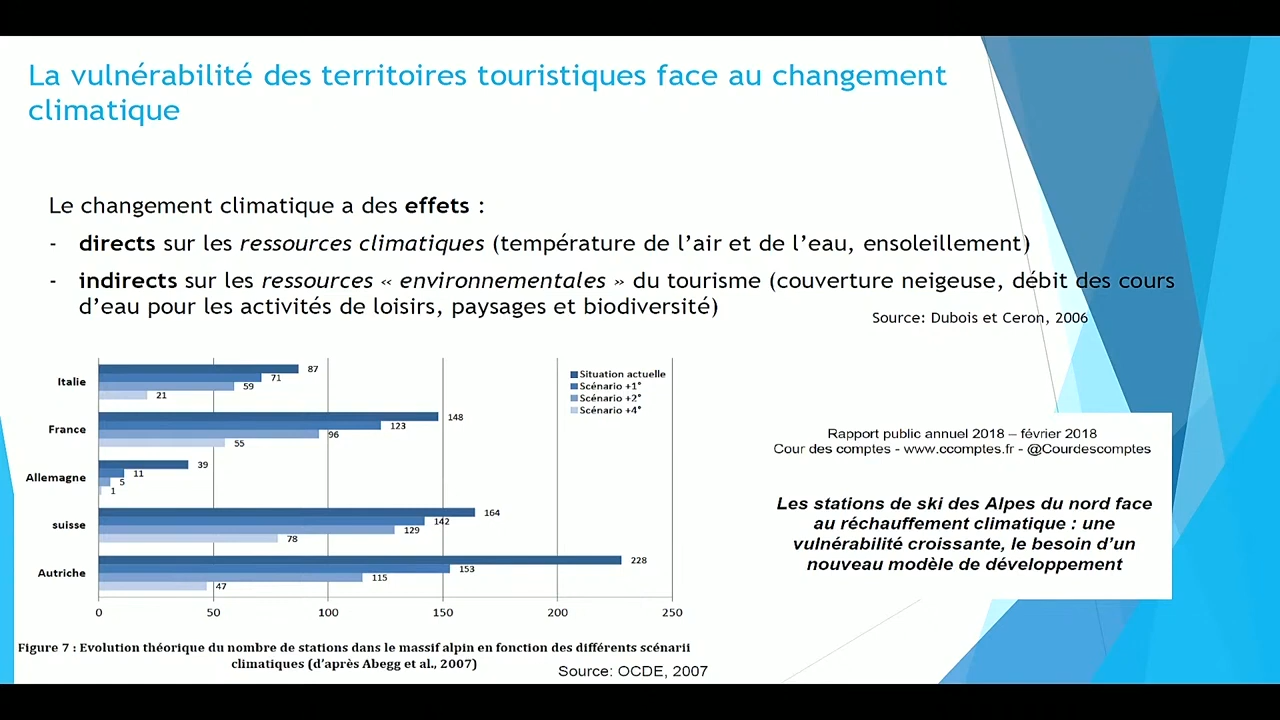 La vulnérabilité des territoires touristiques face au changement
climatique
Le changement climatique a des effets :
- directs sur les ressources climatiques (température de l'air et de l'eau, ensoleillement)
- indirects sur les ressources « environnementales » du tourisme (couverture neigeuse, débit des cours
d'eau pour les activités de loisirs, paysages et biodiversité)
Source: Dubois et Ceron, 2006
Situation actuelle
Scénario +1°
Scénario +2°
Scénario +4°
Italie
87
71
59
21
France
148
123
96
55
Allemagne
39
11
5
1
suisse
164
142
129
78
Autriche
228
153
115
47
0 50 100 150 200 250
Figure 7 : Evolution théorique du nombre de stations dans le massif alpin en fonction des différents scénarii
climatiques (d'après Abegg et al., 2007)
Source: OCDE, 2007
Rapport public annuel 2018 – février 2018
Cour des comptes - www.ccomptes.fr - @Courdescomptes
Les stations de ski des Alpes du nord face
au réchauffement climatique : une
vulnérabilité croissante, le besoin d'un
nouveau modèle de développement